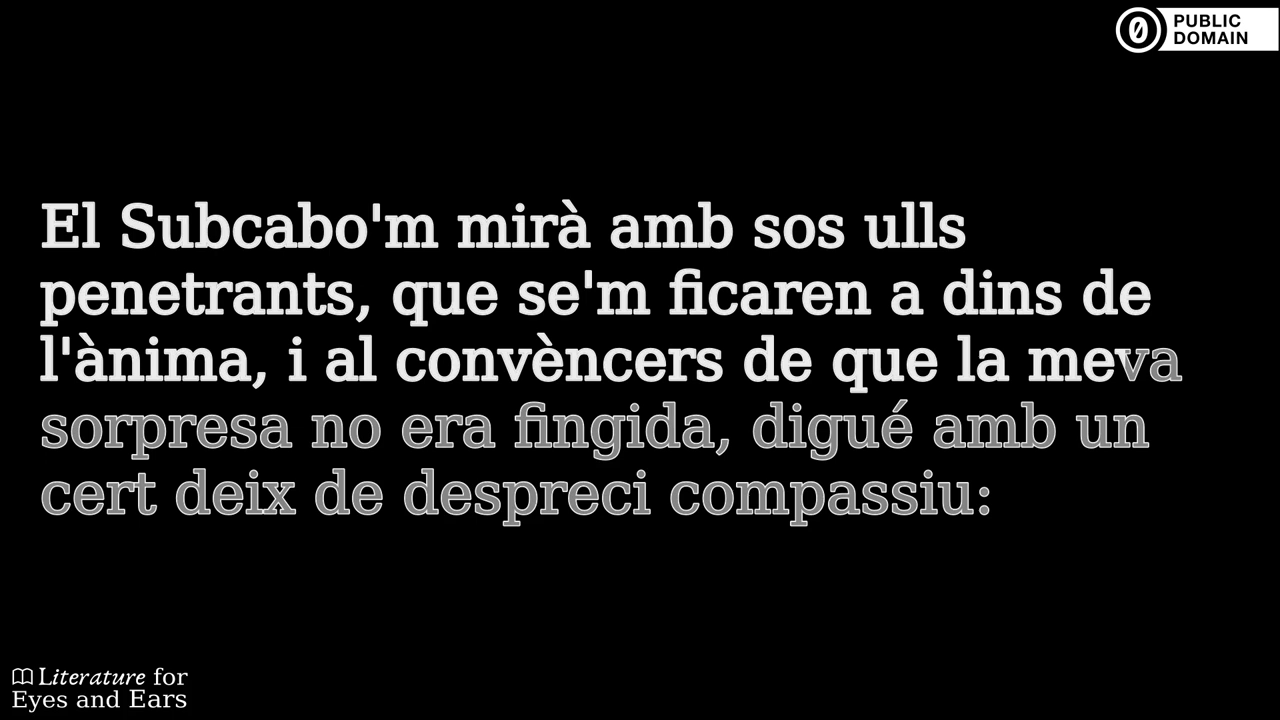 PUBLIC
DOMAIN
El Subcabo'm mirà amb sos ulls
penetrants, que se'm ficaren a dins de
l'ànima, i al convèncers de que la meva
sorpresa no era fingida, digué amb un
cert deix de despreci compassiu:
Literature for
Eyes and Ears